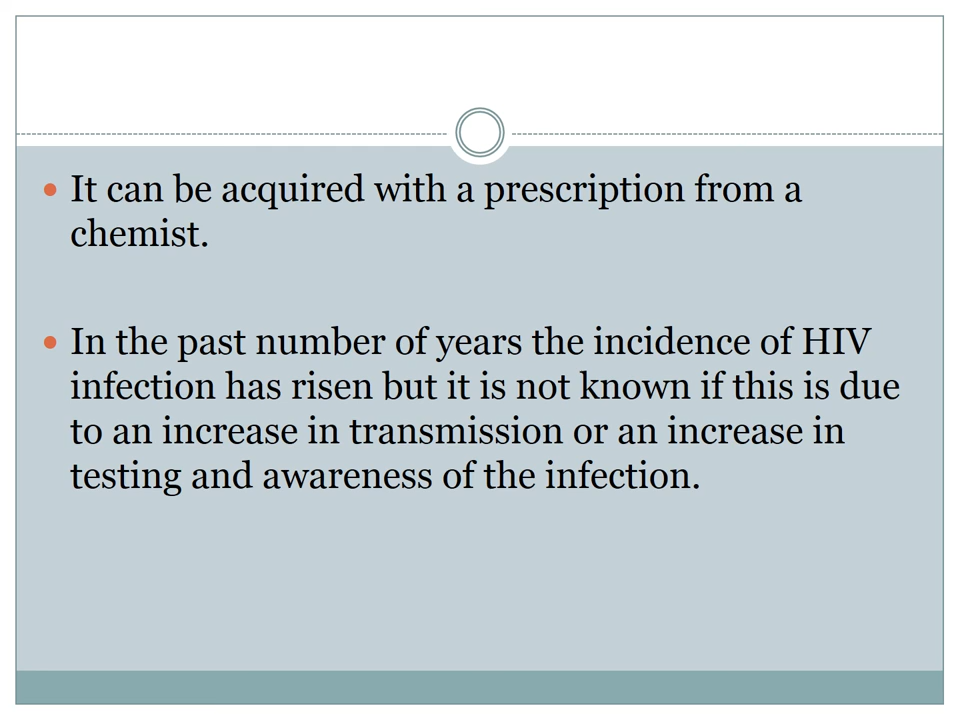 It can be acquired with a prescription from a
chemist.
In the past number of years the incidence of HIV
infection has risen but it is not known if this is due
to an increase in transmission or an increase in
testing and awareness of the infection.